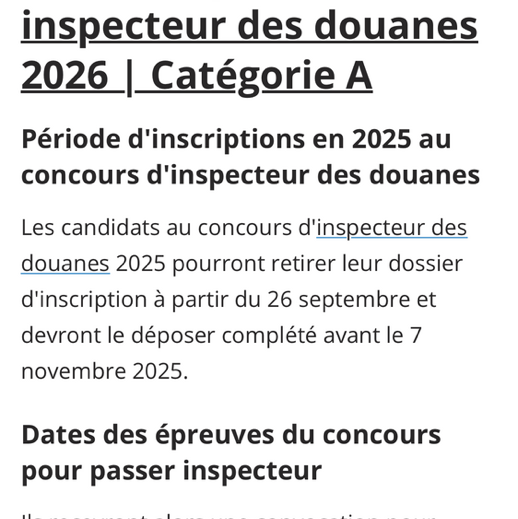 inspecteur des douanes
2026 | Catégorie A
Période d'inscriptions en 2025 au
concours d'inspecteur des douanes
Les candidats au concours d'inspecteur des
douanes 2025 pourront retirer leur dossier
d'inscription à partir du 26 septembre et
devront le déposer complété avant le 7
novembre 2025.
Dates des épreuves du concours
pour passer inspecteur